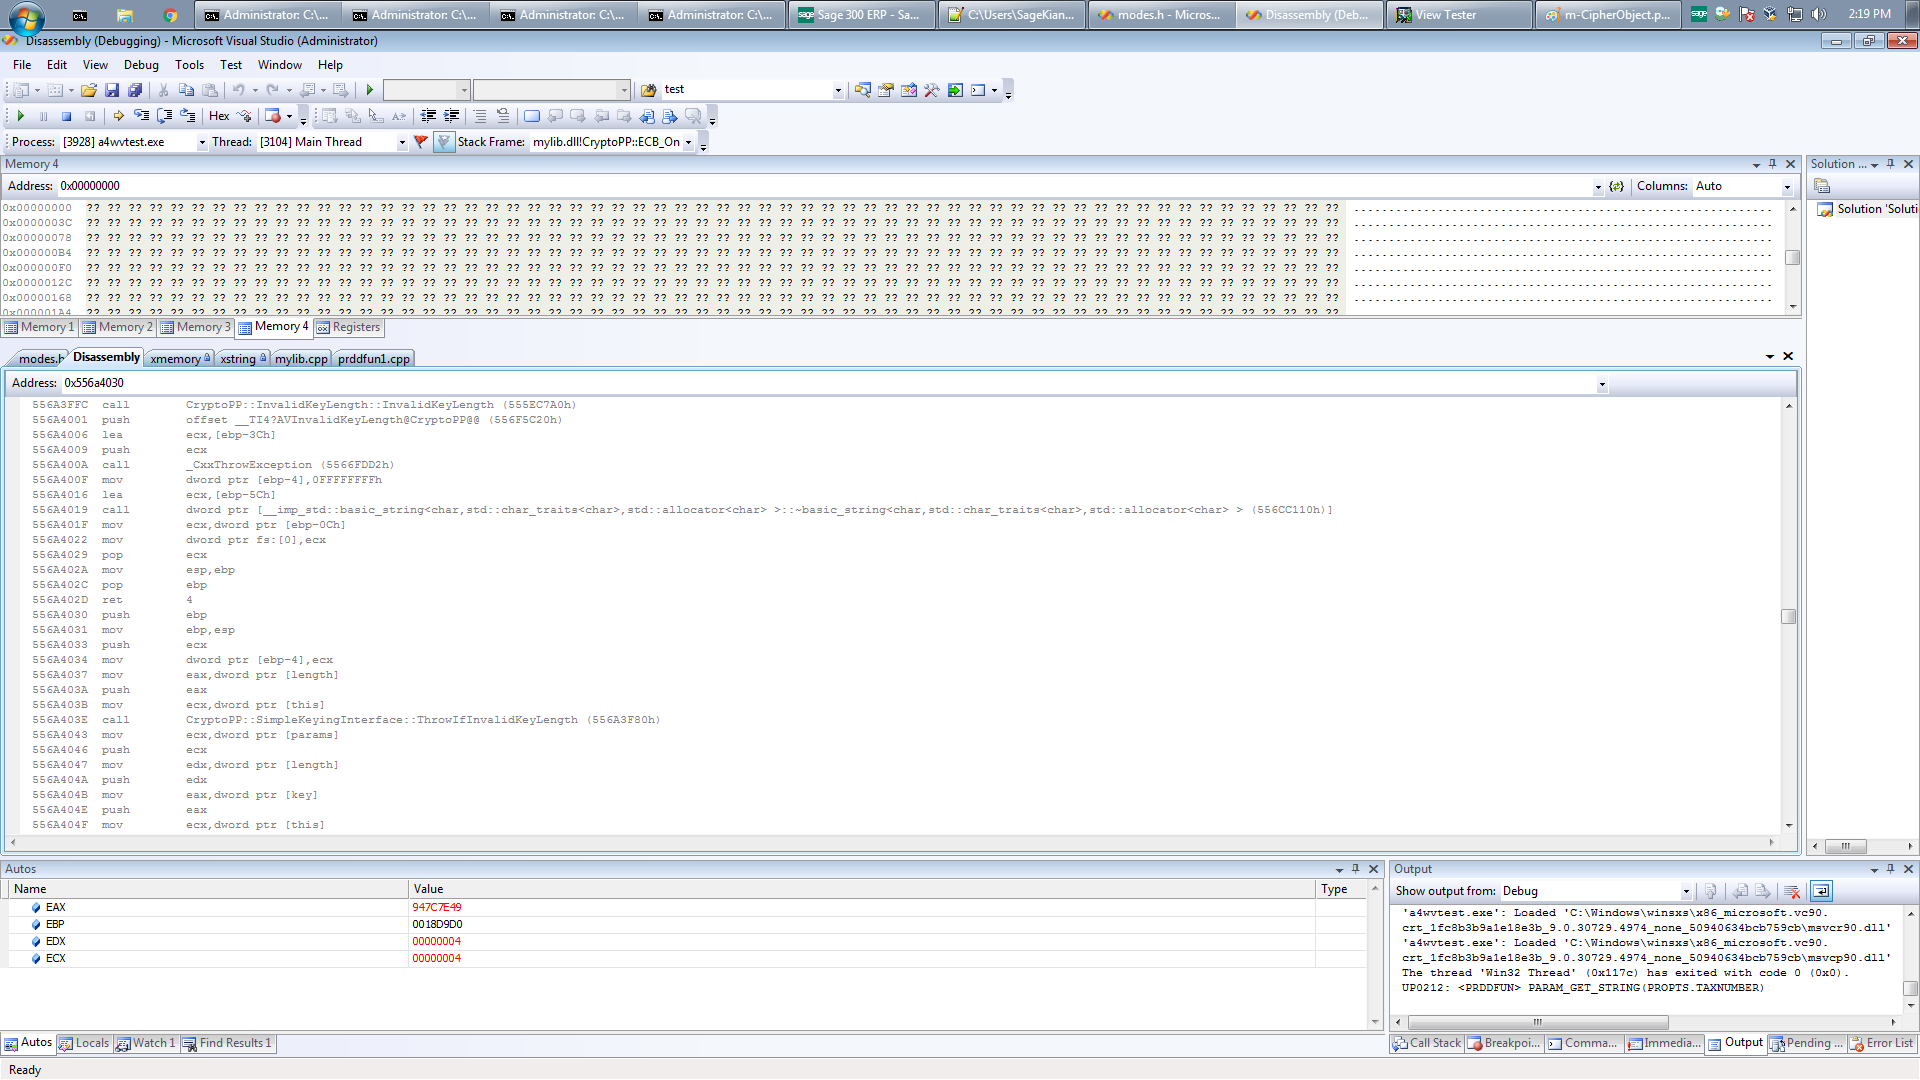 Administrator: C:\...
Administrator: C:\...
Administrator: C:\...
Administrator: C:\...
Sage 300 ERP - Sa...
C:\Users\SageKian...
modes.h - Micros...
Disassembly (Deb...
View Tester
m-CipherObject.p...
2:19 PM
Disassembly (Debugging) - Microsoft Visual Studio (Administrator)
File Edit View Debug Tools Test Window Help
test
Hex
Process: [3928] a4wvtest.exe Thread: [3104] Main Thread Stack Frame: mylib.dll!CryptoPP::ECB_On
Memory 4
Address: 0x00000000 Columns: Auto
0x00000000 ?? ?? ?? ?? ?? ?? ?? ?? ?? ?? ?? ?? ?? ?? ?? ?? ?? ?? ?? ?? ?? ?? ?? ?? ?? ?? ?? ?? ?? ?? ?? ?? ?? ?? ?? ?? ?? ?? ?? ?? ?? ?? ?? ?? ?? ?? ?? ?? ?? ?? ?? ?? ?? ?? ?? ?? ?? ?? ?? ?? ............................................................
0x0000003C ?? ?? ?? ?? ?? ?? ?? ?? ?? ?? ?? ?? ?? ?? ?? ?? ?? ?? ?? ?? ?? ?? ?? ?? ?? ?? ?? ?? ?? ?? ?? ?? ?? ?? ?? ?? ?? ?? ?? ?? ?? ?? ?? ?? ?? ?? ?? ?? ?? ?? ?? ?? ?? ?? ?? ?? ?? ?? ?? ?? ............................................................
0x00000078 ?? ?? ?? ?? ?? ?? ?? ?? ?? ?? ?? ?? ?? ?? ?? ?? ?? ?? ?? ?? ?? ?? ?? ?? ?? ?? ?? ?? ?? ?? ?? ?? ?? ?? ?? ?? ?? ?? ?? ?? ?? ?? ?? ?? ?? ?? ?? ?? ?? ?? ?? ?? ?? ?? ?? ?? ?? ?? ?? ?? ............................................................
0x000000B4 ?? ?? ?? ?? ?? ?? ?? ?? ?? ?? ?? ?? ?? ?? ?? ?? ?? ?? ?? ?? ?? ?? ?? ?? ?? ?? ?? ?? ?? ?? ?? ?? ?? ?? ?? ?? ?? ?? ?? ?? ?? ?? ?? ?? ?? ?? ?? ?? ?? ?? ?? ?? ?? ?? ?? ?? ?? ?? ?? ?? ............................................................
0x000000F0 ?? ?? ?? ?? ?? ?? ?? ?? ?? ?? ?? ?? ?? ?? ?? ?? ?? ?? ?? ?? ?? ?? ?? ?? ?? ?? ?? ?? ?? ?? ?? ?? ?? ?? ?? ?? ?? ?? ?? ?? ?? ?? ?? ?? ?? ?? ?? ?? ?? ?? ?? ?? ?? ?? ?? ?? ?? ?? ?? ?? ............................................................
0x0000012C ?? ?? ?? ?? ?? ?? ?? ?? ?? ?? ?? ?? ?? ?? ?? ?? ?? ?? ?? ?? ?? ?? ?? ?? ?? ?? ?? ?? ?? ?? ?? ?? ?? ?? ?? ?? ?? ?? ?? ?? ?? ?? ?? ?? ?? ?? ?? ?? ?? ?? ?? ?? ?? ?? ?? ?? ?? ?? ?? ?? ............................................................
0x00000168 ?? ?? ?? ?? ?? ?? ?? ?? ?? ?? ?? ?? ?? ?? ?? ?? ?? ?? ?? ?? ?? ?? ?? ?? ?? ?? ?? ?? ?? ?? ?? ?? ?? ?? ?? ?? ?? ?? ?? ?? ?? ?? ?? ?? ?? ?? ?? ?? ?? ?? ?? ?? ?? ?? ?? ?? ?? ?? ?? ?? ............................................................
0x000001A4 ?? ?? ?? ?? ?? ?? ?? ?? ?? ?? ?? ?? ?? ?? ?? ?? ?? ?? ?? ?? ?? ?? ?? ?? ?? ?? ?? ?? ?? ?? ?? ?? ?? ?? ?? ?? ?? ?? ?? ?? ?? ?? ?? ?? ?? ?? ?? ?? ?? ?? ?? ?? ?? ?? ?? ?? ?? ?? ?? ??
Memory 1 Memory 2 Memory 3 Memory 4 Registers
Solution ...
Solution 'Soluti
modes.h Disassembly xmemory xstring mylib.cpp prddfun1.cpp
Address: 0x556a4030
556A3FFC call CryptoPP::InvalidKeyLength::InvalidKeyLength (555EC7A0h)
556A4001 push offset __TI4?AVInvalidKeyLength@CryptoPP@@ (556F5C20h)
556A4006 lea ecx,[ebp-3Ch]
556A4009 push ecx
556A400A call _CxxThrowException (5566FDD2h)
556A400F mov dword ptr [ebp-4],0FFFFFFFFh
556A4016 lea ecx,[ebp-5Ch]
556A4019 call dword ptr [__imp_std::basic_string<char,std::char_traits<char>,std::allocator<char> >::~basic_string<char,std::char_traits<char>,std::allocator<char> > (556CC110h)]
556A401F mov ecx,dword ptr [ebp-0Ch]
556A4022 mov dword ptr fs:[0],ecx
556A4029 pop ecx
556A402A mov esp,ebp
556A402C pop ebp
556A402D ret 4
556A4030 push ebp
556A4031 mov ebp,esp
556A4033 push ecx
556A4034 mov dword ptr [ebp-4],ecx
556A4037 mov eax,dword ptr [length]
556A403A push eax
556A403B mov ecx,dword ptr [this]
556A403E call CryptoPP::SimpleKeyingInterface::ThrowIfInvalidKeyLength (556A3F80h)
556A4043 mov ecx,dword ptr [params]
556A4046 push ecx
556A4047 mov edx,dword ptr [length]
556A404A push edx
556A404B mov eax,dword ptr [key]
556A404E push eax
556A404F mov ecx,dword ptr [this]
Autos
Name Value Type
EAX 947C7E49
EBP 0018D9D0
EDX 00000004
ECX 00000004
Autos Locals Watch 1 Find Results 1
Output
Show output from: Debug
'a4wvtest.exe': Loaded 'C:\Windows\winsxs\x86_microsoft.vc90.
crt_1fc8b3b9a1e18e3b_9.0.30729.4974_none_50940634bcb759cb\msvcr90.dll'
'a4wvtest.exe': Loaded 'C:\Windows\winsxs\x86_microsoft.vc90.
crt_1fc8b3b9a1e18e3b_9.0.30729.4974_none_50940634bcb759cb\msvcp90.dll'
The thread 'Win32 Thread' (0x117c) has exited with code 0 (0x0).
UP0212: <PRDDFUN> PARAM_GET_STRING(PROPTS.TAXNUMBER)
Call Stack Breakpoi... Comma... Immedia... Output Pending ... Error List
Ready